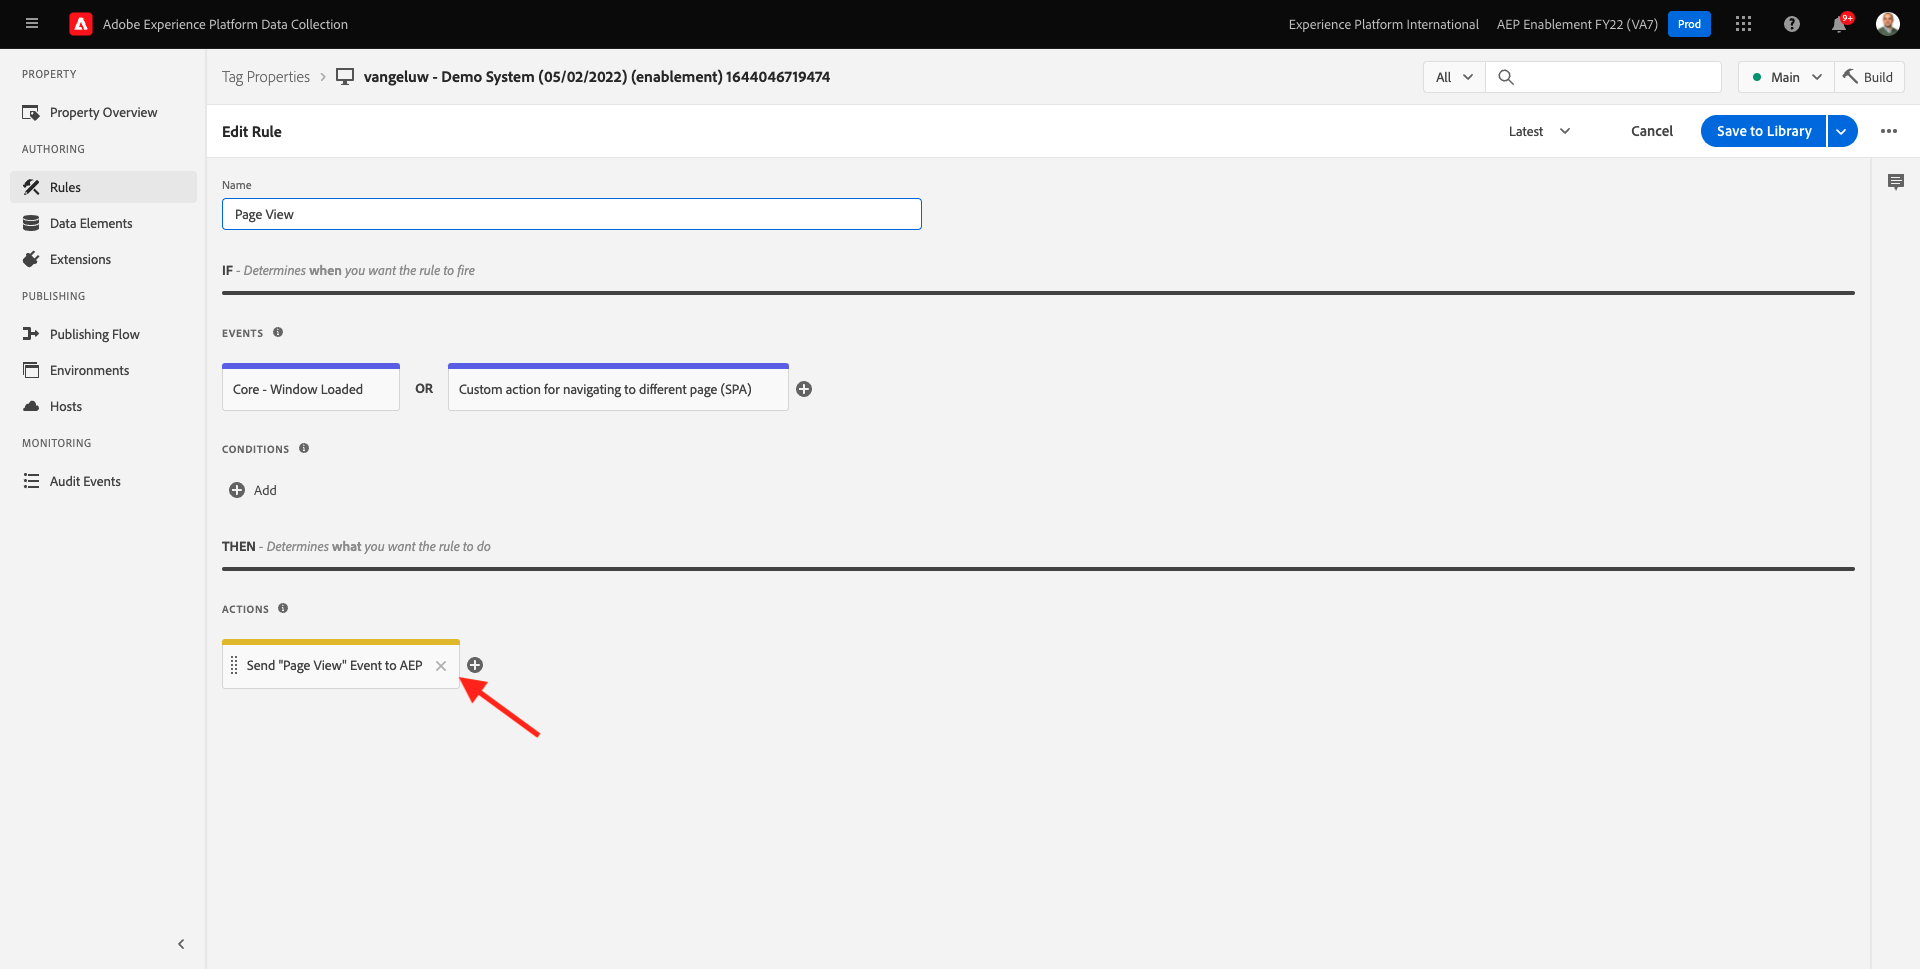 Adobe Experience Platform Data Collection
Experience Platform International
AEP Enablement FY22 (VA7)
Prod
9+
PROPERTY
Property Overview
AUTHORING
Rules
Data Elements
Extensions
PUBLISHING
Publishing Flow
Environments
Hosts
MONITORING
Audit Events
Tag Properties
vangeluw - Demo System (05/02/2022) (enablement) 1644046719474
All
Main
Build
Edit Rule
Latest
Cancel
Save to Library
Name
Page View
IF - Determines when you want the rule to fire
EVENTS
Core - Window Loaded
OR
Custom action for navigating to different page (SPA)
CONDITIONS
Add
THEN - Determines what you want the rule to do
ACTIONS
Send "Page View" Event to AEP